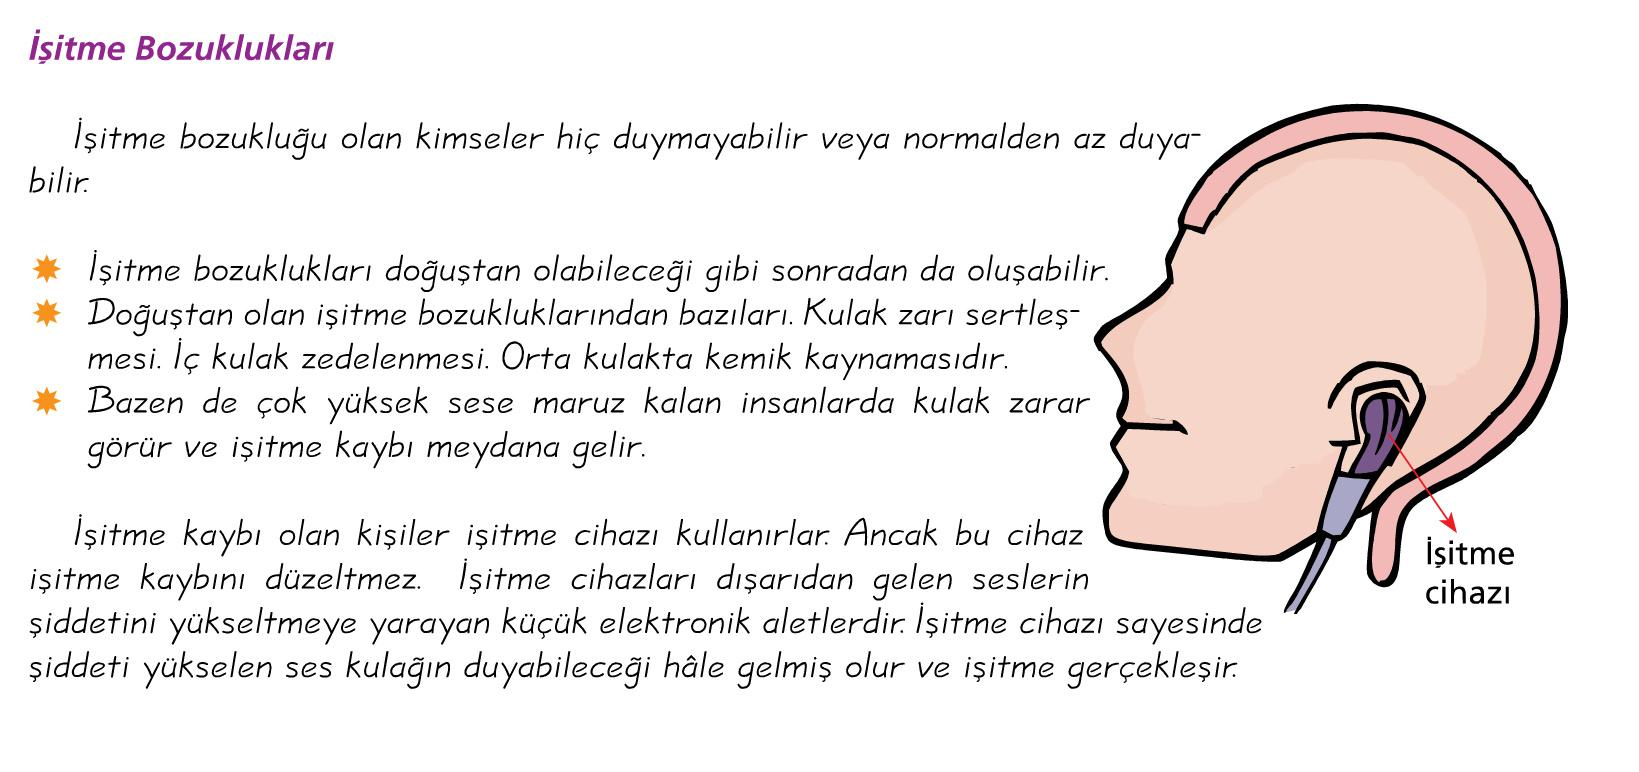 İşitme Bozuklukları
İşitme bozukluğu olan kimseler hiç duymayabilir veya normalden az duya-
bilir.
İşitme bozuklukları doğuştan olabileceği gibi sonradan da oluşabilir.
Doğuştan olan işitme bozukluklarından bazıları. Kulak zarı sertleş-
mesi. İç kulak zedelenmesi. Orta kulakta kemik kaynamasıdır.
Bazen de çok yüksek sese maruz kalan insanlarda kulak zarar
görür ve işitme kaybı meydana gelir.
İşitme kaybı olan kişiler işitme cihazı kullanırlar. Ancak bu cihaz
işitme kaybını düzeltmez. İşitme cihazları dışarıdan gelen seslerin
şiddetini yükseltmeye yarayan küçük elektronik aletlerdir. İşitme cihazı sayesinde
şiddeti yükselen ses kulağın duyabileceği hâle gelmiş olur ve işitme gerçekleşir.
İşitme
cihazı